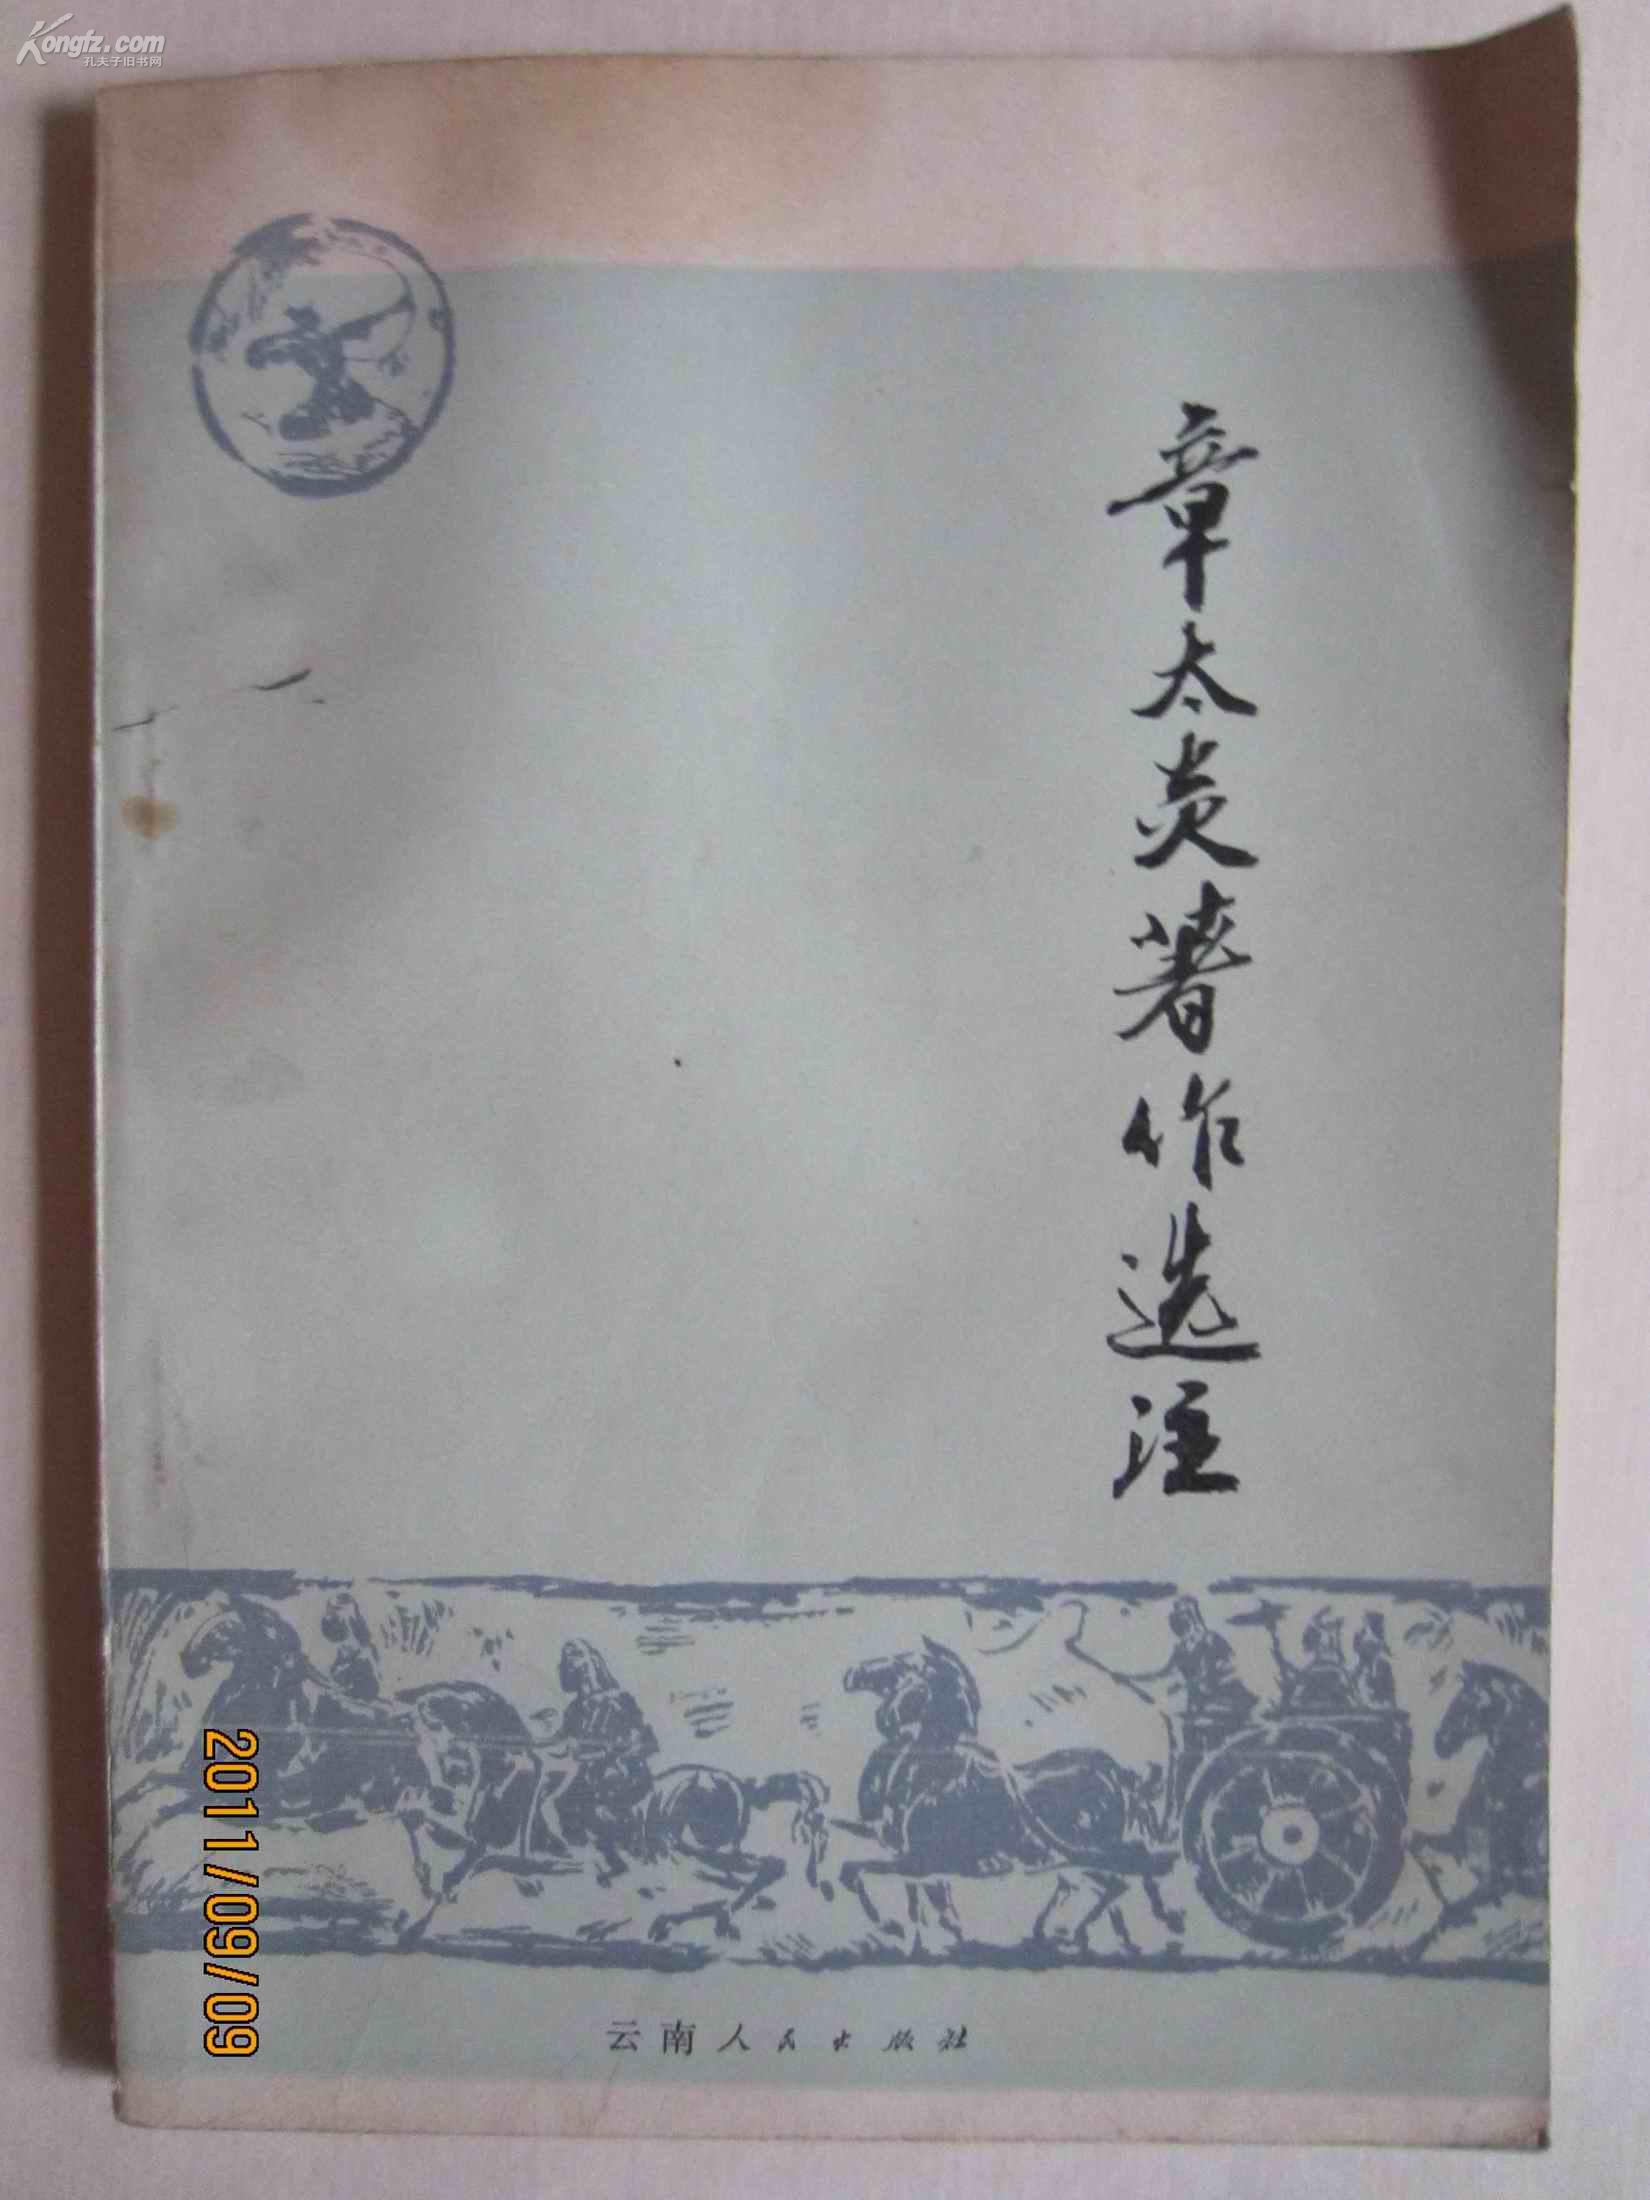 Kongfz.com
孔夫子旧书网
章太炎著作选注
2011/09/09
云南人民出版社